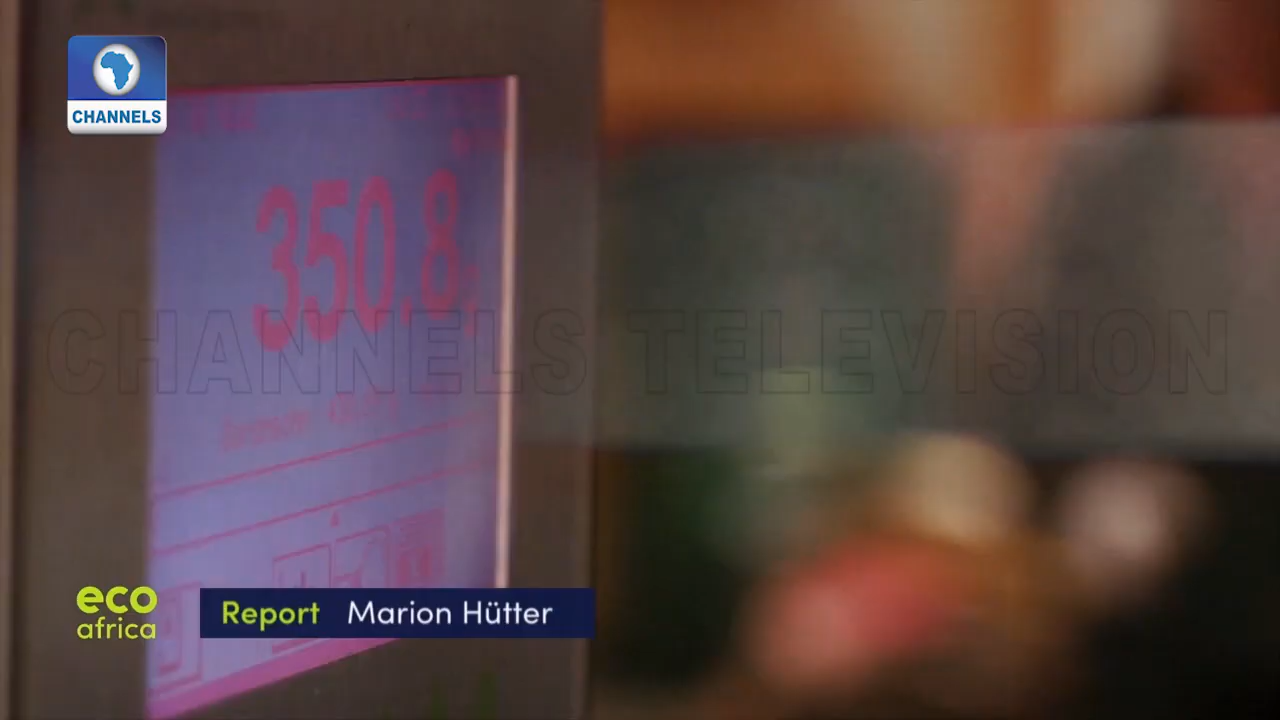 CHANNELS
350.8
CHANNELS TELEVISION
eco
africa
Report Marion Hütter